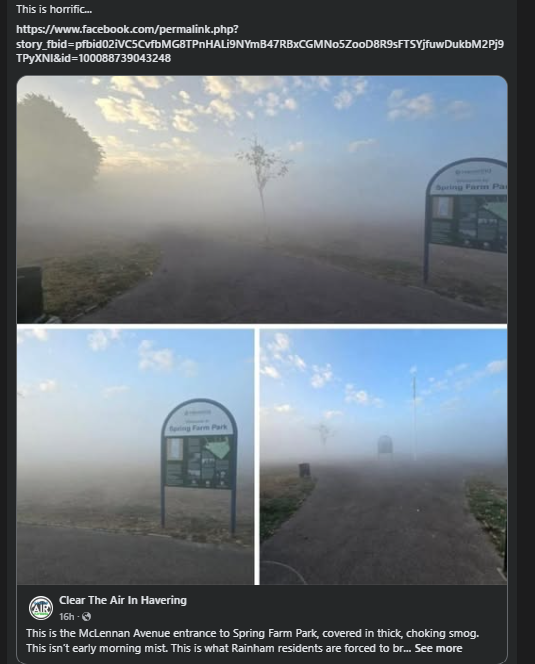 This is horrific...
https://www.facebook.com/permalink.php?
story_fbid=pfbid02iVC5CvfbMG8TPnHALi9NYmB47RBxCGMNo5ZooD8R9sFTSYjfuwDukbM2Pj9
TPyXNl&id=100088739043248
Spring Farm Pa
Spring Farm Park
AIR
Clear The Air In Havering
16h ·
This is the McLennan Avenue entrance to Spring Farm Park, covered in thick, choking smog.
This isn't early morning mist. This is what Rainham residents are forced to br... See more